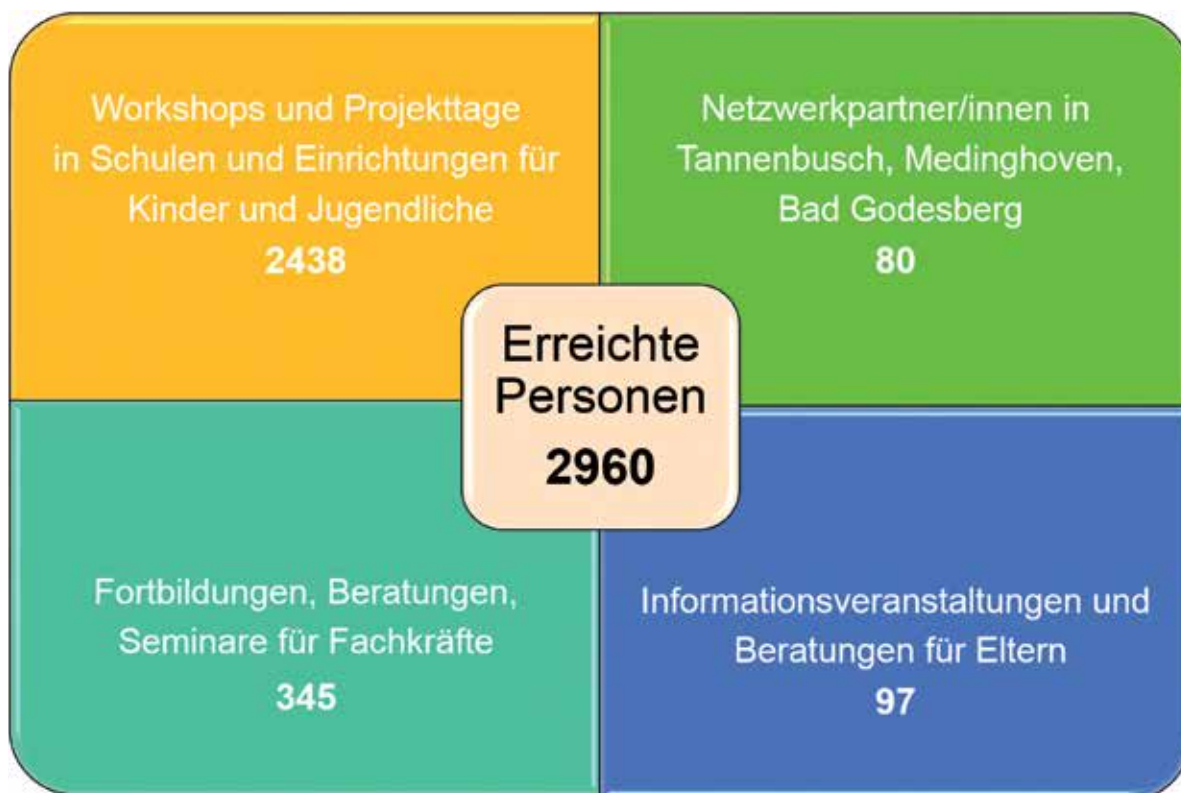 Workshops und Projekttage
in Schulen und Einrichtungen für
Kinder und Jugendliche
2438
Netzwerkpartner/innen in
Tannenbusch, Medinghoven,
Bad Godesberg
80
Erreichte
Personen
2960
Fortbildungen, Beratungen,
Seminare für Fachkräfte
345
Informationsveranstaltungen und
Beratungen für Eltern
97